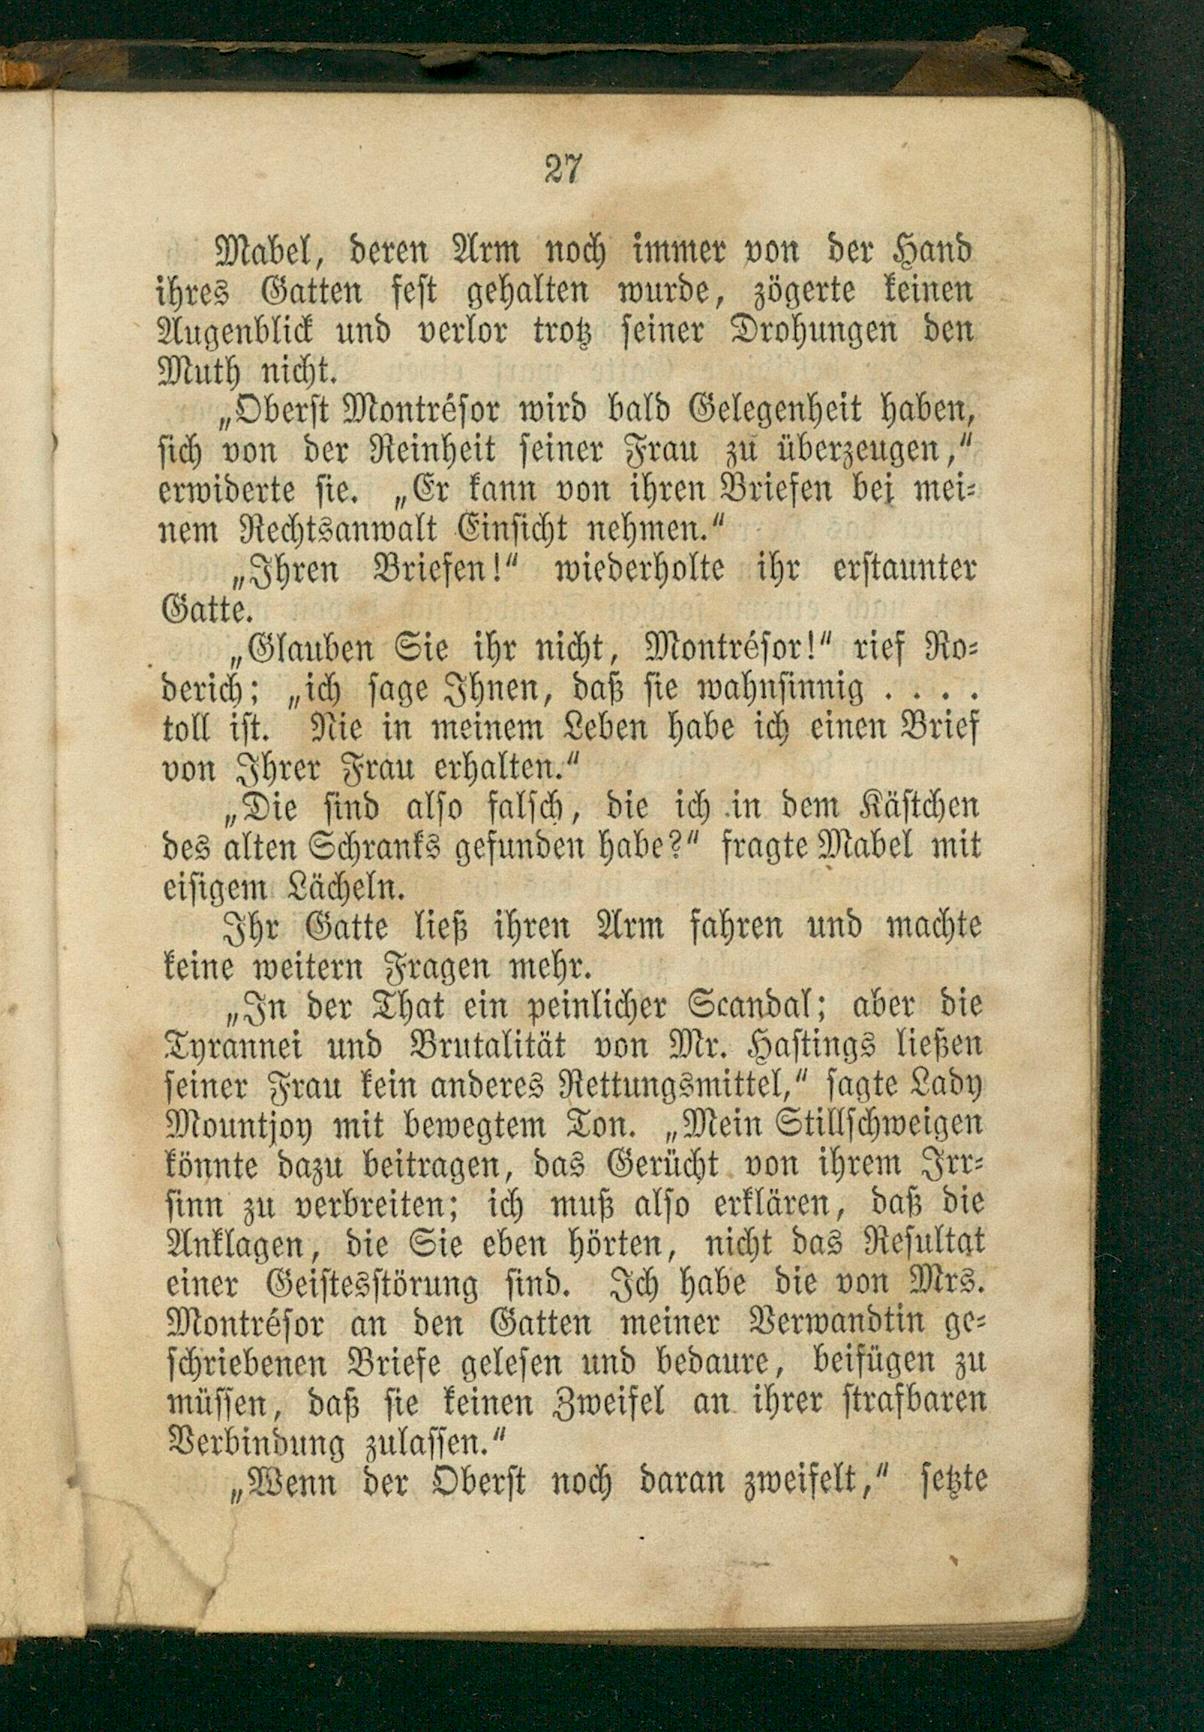 27
Mabel, deren Arm noch immer von der Hand
ihres Gatten fest gehalten wurde, zögerte keinen
Augenblick und verlor trotz seiner Drohungen den
Muth nicht.
„Oberst Montrésor wird bald Gelegenheit haben,
sich von der Reinheit seiner Frau zu überzeugen,“
erwiderte sie. „Er kann von ihren Briefen bei mei-
nem Rechtsanwalt Einsicht nehmen.“
„Ihren Briefen!“ wiederholte ihr erstaunter
Gatte.
„Glauben Sie ihr nicht, Montrésor!“ rief Ro-
derich; „ich sage Ihnen, daß sie wahnsinnig . . . .
toll ist. Nie in meinem Leben habe ich einen Brief
von Ihrer Frau erhalten.“
„Die sind also falsch, die ich in dem Kästchen
des alten Schranks gefunden habe?“ fragte Mabel mit
eisigem Lächeln.
Ihr Gatte ließ ihren Arm fahren und machte
keine weitern Fragen mehr.
„In der That ein peinlicher Scandal; aber die
Tyrannei und Brutalität von Mr. Hastings ließen
seiner Frau kein anderes Rettungsmittel,“ sagte Lady
Mountjoy mit bewegtem Ton. „Mein Stillschweigen
könnte dazu beitragen, das Gerücht von ihrem Irr-
sinn zu verbreiten; ich muß also erklären, daß die
Anklagen, die Sie eben hörten, nicht das Resultat
einer Geistesstörung sind. Ich habe die von Mrs.
Montrésor an den Gatten meiner Verwandtin ge-
schriebenen Briefe gelesen und bedaure, beifügen zu
müssen, daß sie keinen Zweifel an ihrer strafbaren
Verbindung zulassen.“
„Wenn der Oberst noch daran zweifelt,“ setzte